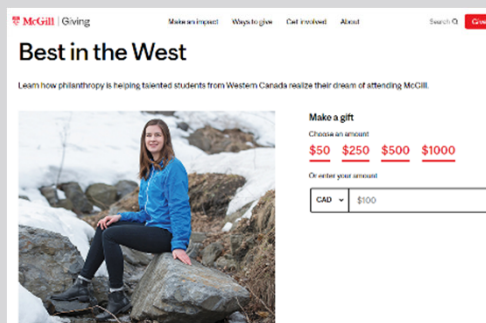 McGill | Giving
Make an impact Ways to give Get involved About
Search
Give
Best in the West
Learn how philanthropy is helping talented students from Western Canada realize their dream of attending McGill.
Make a gift
Choose an amount
$50 $250 $500 $1000
Or enter your amount
CAD $100